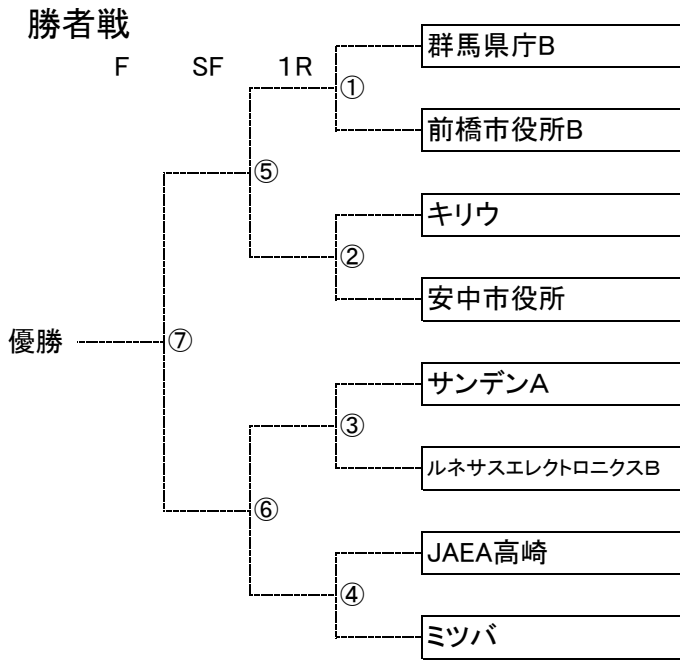 勝者戦
F SF 1R
群馬県庁B
①
前橋市役所B
⑤
キリウ
②
安中市役所
優勝 ⑦
サンデンA
③
ルネサスエレクトロニクスB
⑥
JAEA高崎
④
ミツバ